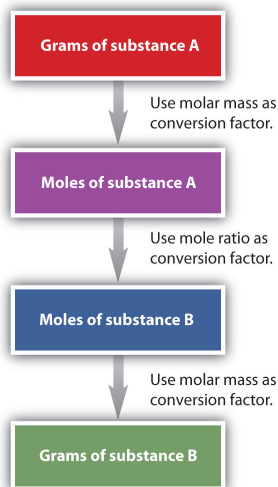 Grams of substance A
Use molar mass as
conversion factor.
Moles of substance A
Use mole ratio as
conversion factor.
Moles of substance B
Use molar mass as
conversion factor.
Grams of substance B